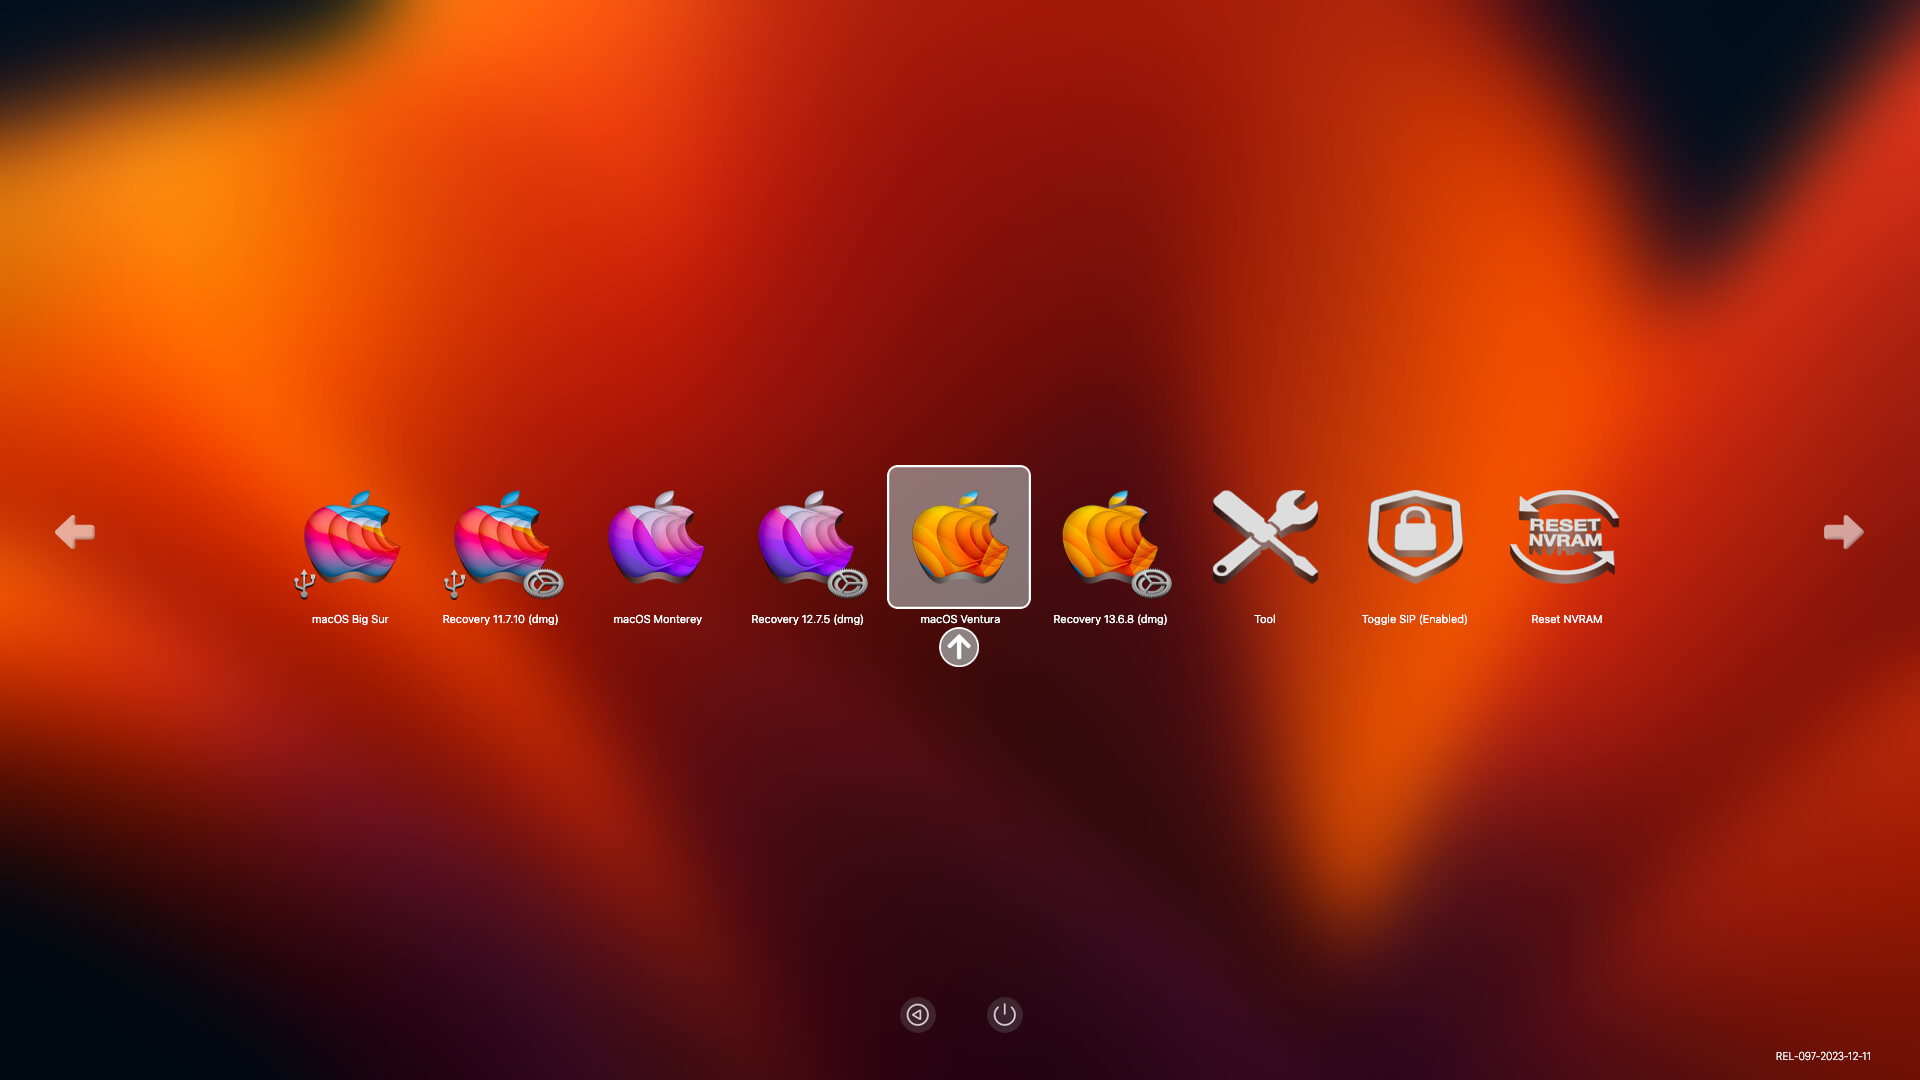 macOS Big Sur
Recovery 11.7.10 (dmg)
macOS Monterey
Recovery 12.7.5 (dmg)
macOS Ventura
Recovery 13.6.8 (dmg)
Tool
Toggle SIP (Enabled)
RESET
NVRAM
Reset NVRAM
REL-097-2023-12-11